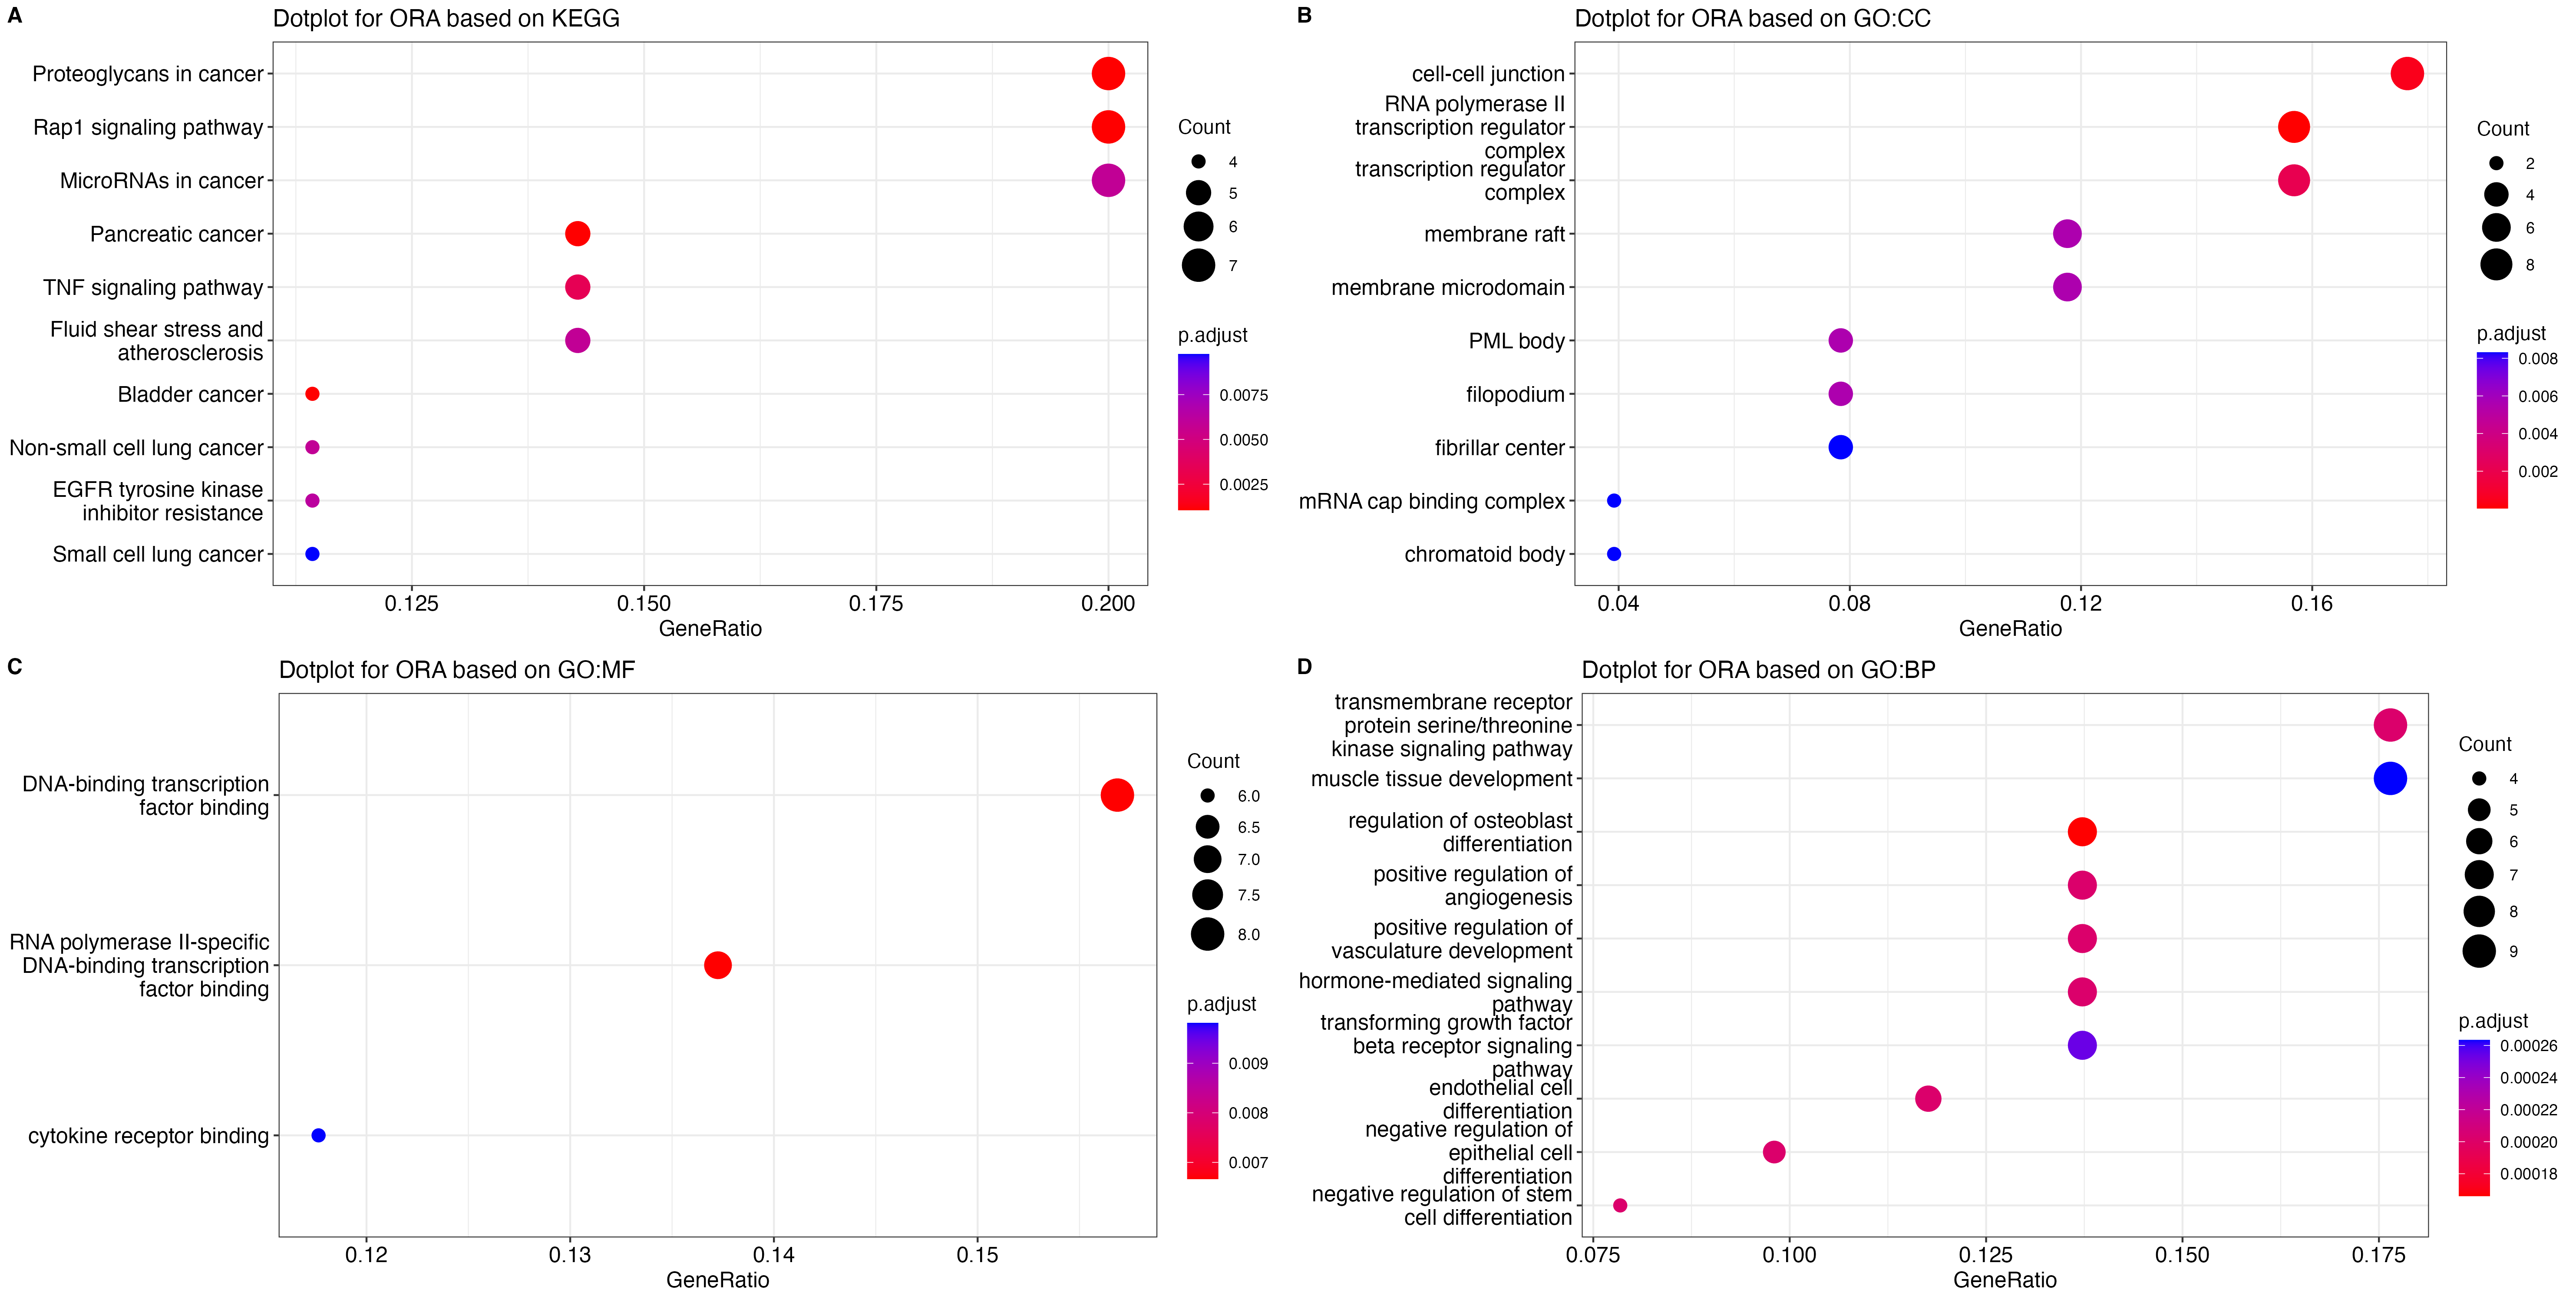 A
Dotplot for ORA based on KEGG
Proteoglycans in cancer
Rap1 signaling pathway
MicroRNAs in cancer
Pancreatic cancer
TNF signaling pathway
Fluid shear stress and
atherosclerosis
Bladder cancer
Non-small cell lung cancer
EGFR tyrosine kinase
inhibitor resistance
Small cell lung cancer
0.125
0.150
0.175
0.200
GeneRatio
Count
4
5
6
7
p.adjust
0.0075
0.0050
0.0025
B
Dotplot for ORA based on GO:CC
cell-cell junction
RNA polymerase II
transcription regulator
complex
transcription regulator
complex
membrane raft
membrane microdomain
PML body
filopodium
fibrillar center
mRNA cap binding complex
chromatoid body
0.04
0.08
0.12
0.16
GeneRatio
Count
2
4
6
8
p.adjust
0.008
0.006
0.004
0.002
C
Dotplot for ORA based on GO:MF
DNA-binding transcription
factor binding
RNA polymerase II-specific
DNA-binding transcription
factor binding
cytokine receptor binding
0.12
0.13
0.14
0.15
GeneRatio
Count
6.0
6.5
7.0
7.5
8.0
p.adjust
0.009
0.008
0.007
D
Dotplot for ORA based on GO:BP
transmembrane receptor
protein serine/threonine
kinase signaling pathway
muscle tissue development
regulation of osteoblast
differentiation
positive regulation of
angiogenesis
positive regulation of
vasculature development
hormone-mediated signaling
pathway
transforming growth factor
beta receptor signaling
pathway
endothelial cell
differentiation
negative regulation of
epithelial cell
differentiation
negative regulation of stem
cell differentiation
0.075
0.100
0.125
0.150
0.175
GeneRatio
Count
4
5
6
7
8
9
p.adjust
0.00026
0.00024
0.00022
0.00020
0.00018